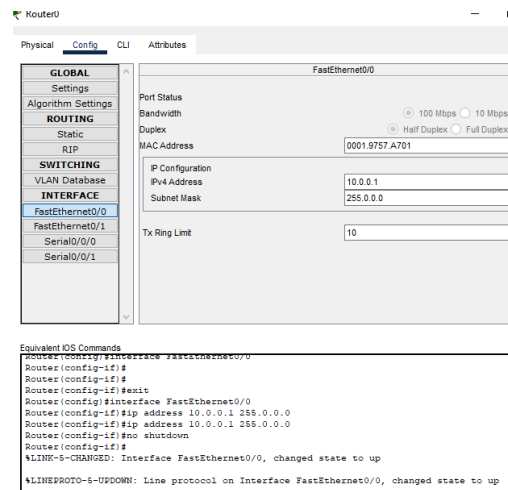 Router0
Physical Config CLI Attributes
GLOBAL
Settings
Algorithm Settings
ROUTING
Static
RIP
SWITCHING
VLAN Database
INTERFACE
FastEthernet0/0
FastEthernet0/1
Serial0/0/0
Serial0/0/1
FastEthernet0/0
Port Status
Bandwidth 100 Mbps 10 Mbps
Duplex Half Duplex Full Duplex
MAC Address 0001.9757.A701
IP Configuration
IPv4 Address 10.0.0.1
Subnet Mask 255.0.0.0
Tx Ring Limit 10
Equivalent IOS Commands
Router(config)#interface FastEthernet0/0
Router(config-if)#
Router(config-if)#
Router(config-if)#exit
Router(config)#interface FastEthernet0/0
Router(config-if)#ip address 10.0.0.1 255.0.0.0
Router(config-if)#ip address 10.0.0.1 255.0.0.0
Router(config-if)#no shutdown
Router(config-if)#
%LINK-5-CHANGED: Interface FastEthernet0/0, changed state to up
%LINEPROTO-5-UPDOWN: Line protocol on Interface FastEthernet0/0, changed state to up